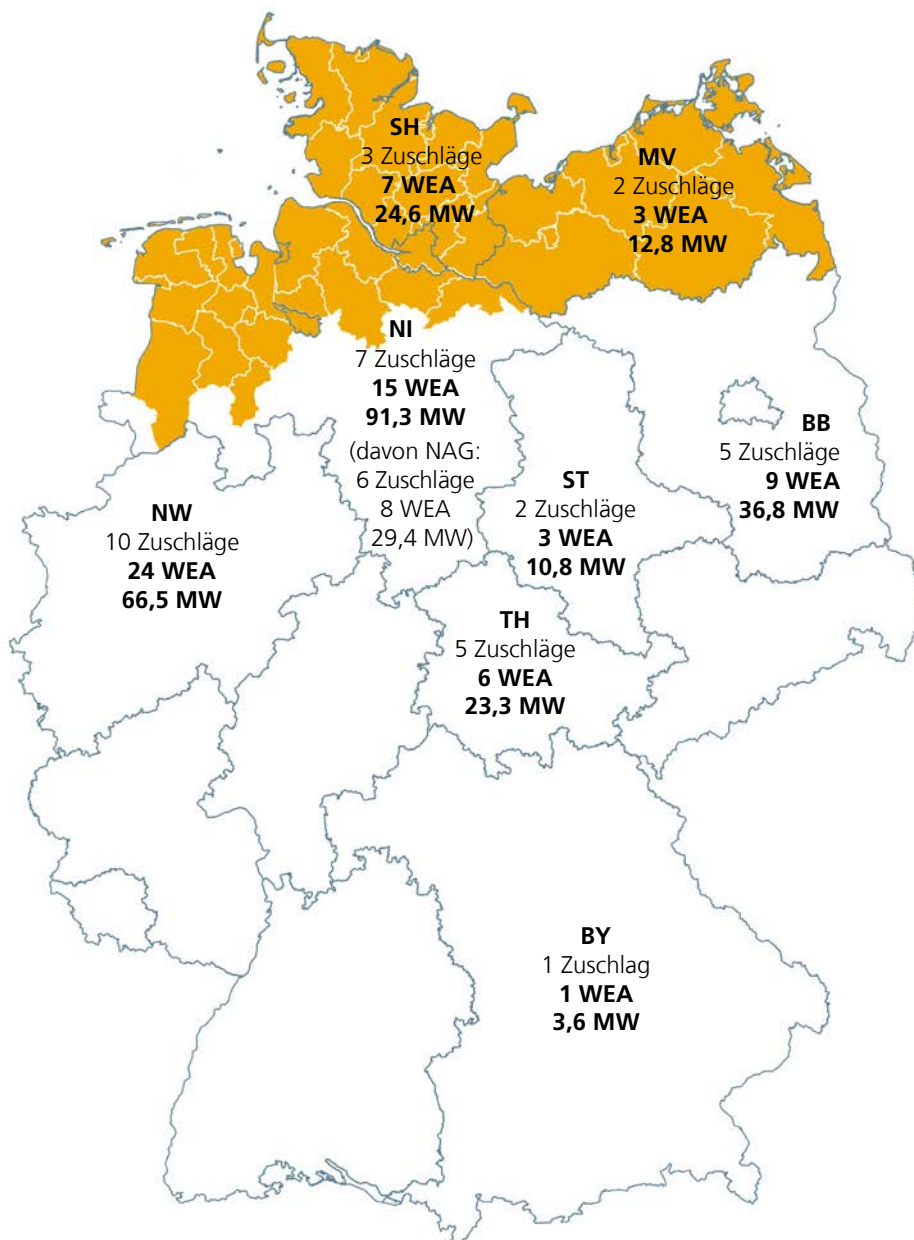 SH
3 Zuschläge
7 WEA
24,6 MW
MV
2 Zuschläge
3 WEA
12,8 MW
NI
7 Zuschläge
15 WEA
91,3 MW
(davon NAG:
6 Zuschläge
8 WEA
29,4 MW)
BB
5 Zuschläge
9 WEA
36,8 MW
ST
2 Zuschläge
3 WEA
10,8 MW
NW
10 Zuschläge
24 WEA
66,5 MW
TH
5 Zuschläge
6 WEA
23,3 MW
BY
1 Zuschlag
1 WEA
3,6 MW